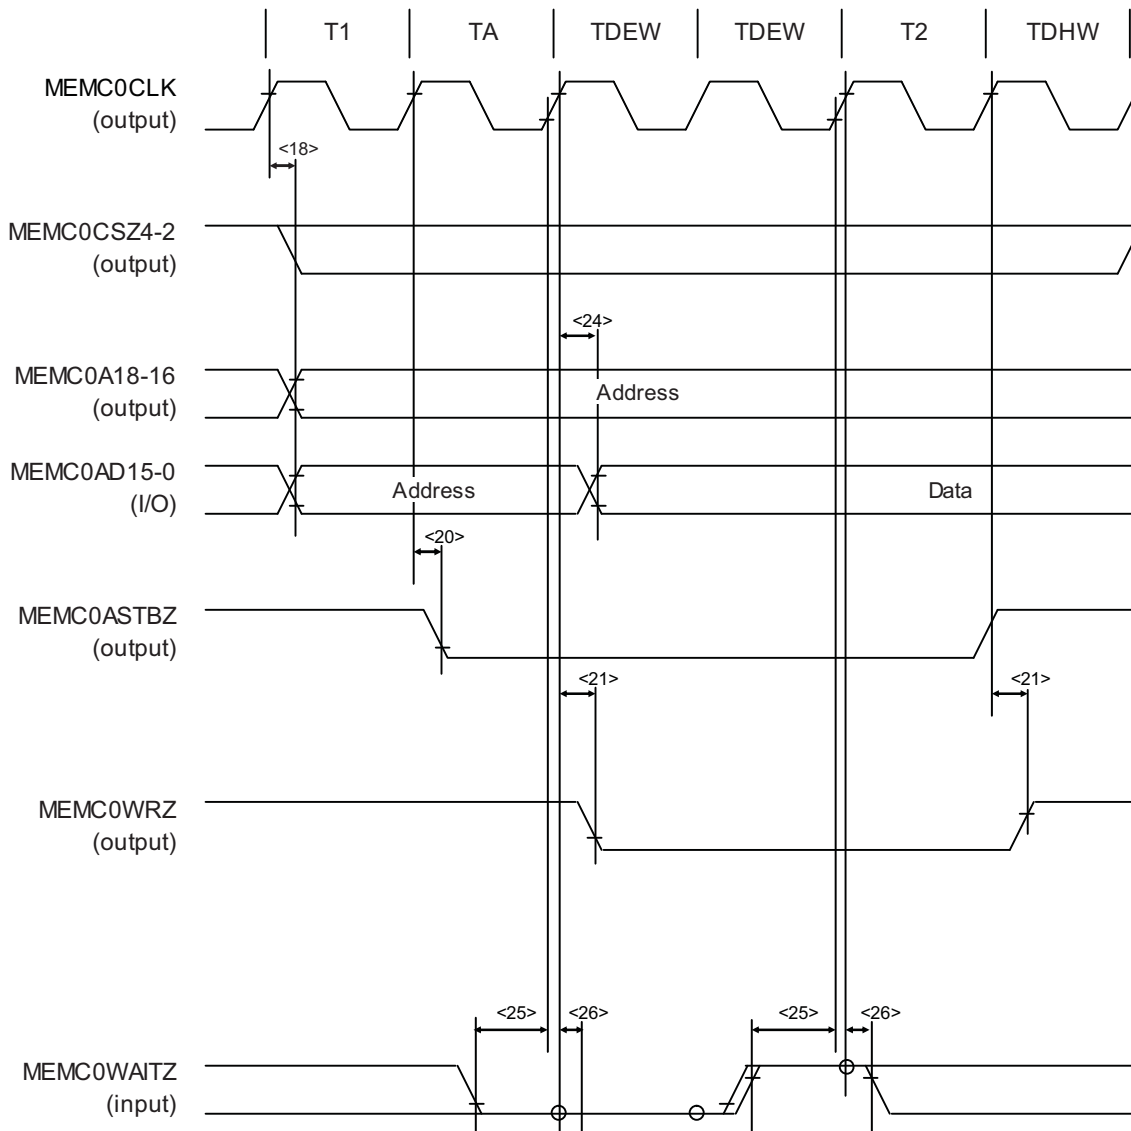 T1 TA TDEW TDEW T2 TDHW
MEMC0CLK
(output)
<18>
MEMC0CSZ4-2
(output)
<24>
MEMC0A18-16
(output)
Address
MEMC0AD15-0
(I/O)
Address Data
<20>
MEMC0ASTBZ
(output)
<21> <21>
MEMC0WRZ
(output)
<25> <26> <25> <26>
MEMC0WAITZ
(input)